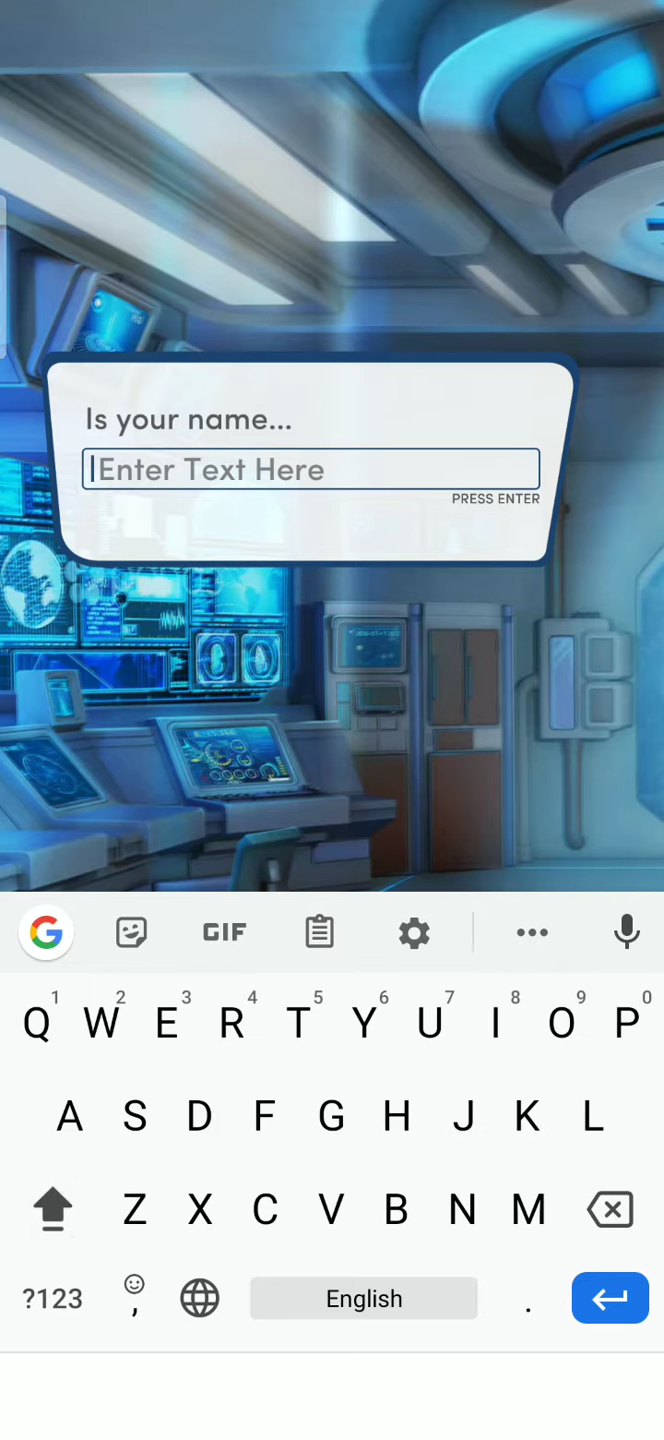 Is your name...
Enter Text Here
PRESS ENTER
GIF
1 2 3 4 5 6 7 8 9 0
Q W E R T Y U I O P
A S D F G H J K L
Z X C V B N M
?123 , English .